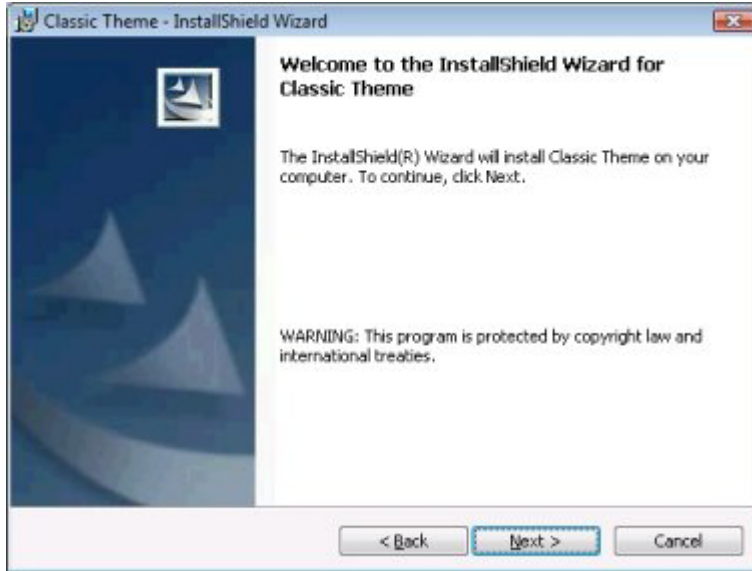 Classic Theme - InstallShield Wizard
Welcome to the InstallShield Wizard for
Classic Theme
The InstallShield(R) Wizard will install Classic Theme on your
computer. To continue, click Next.
WARNING: This program is protected by copyright law and
international treaties.
< Back Next > Cancel